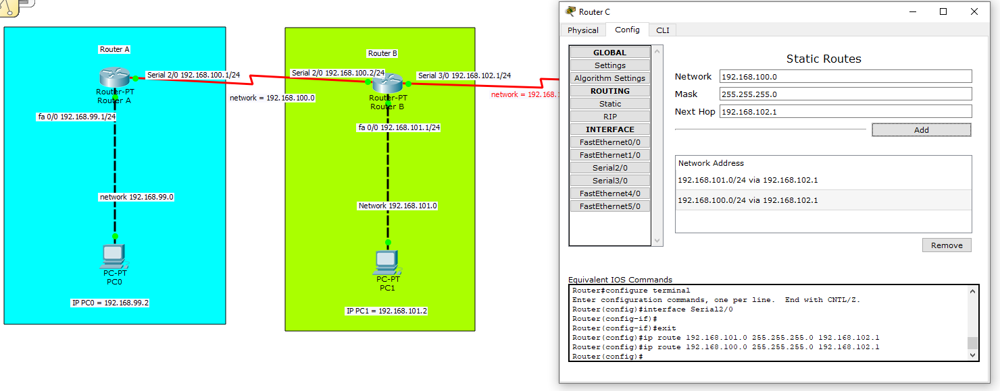 Router A
Serial 2/0 192.168.100.1/24
Router-PT
Router A
network = 192.168.100.0
fa 0/0 192.168.99.1/24
network 192.168.99.0
PC-PT
PC0
IP PC0 = 192.168.99.2
Router B
Serial 2/0 192.168.100.2/24
Serial 3/0 192.168.102.1/24
Router-PT
Router B
network = 192.168.1
fa 0/0 192.168.101.1/24
Network 192.168.101.0
PC-PT
PC1
IP PC1 = 192.168.101.2
Router C
Physical Config CLI
GLOBAL
Settings
Algorithm Settings
ROUTING
Static
RIP
INTERFACE
FastEthernet0/0
FastEthernet1/0
Serial2/0
Serial3/0
FastEthernet4/0
FastEthernet5/0
Static Routes
Network 192.168.100.0
Mask 255.255.255.0
Next Hop 192.168.102.1
Add
Network Address
192.168.101.0/24 via 192.168.102.1
192.168.100.0/24 via 192.168.102.1
Remove
Equivalent IOS Commands
Router#configure terminal
Enter configuration commands, one per line. End with CNTL/Z.
Router(config)#interface Serial2/0
Router(config-if)#
Router(config-if)#exit
Router(config)#ip route 192.168.101.0 255.255.255.0 192.168.102.1
Router(config)#ip route 192.168.100.0 255.255.255.0 192.168.102.1
Router(config)#